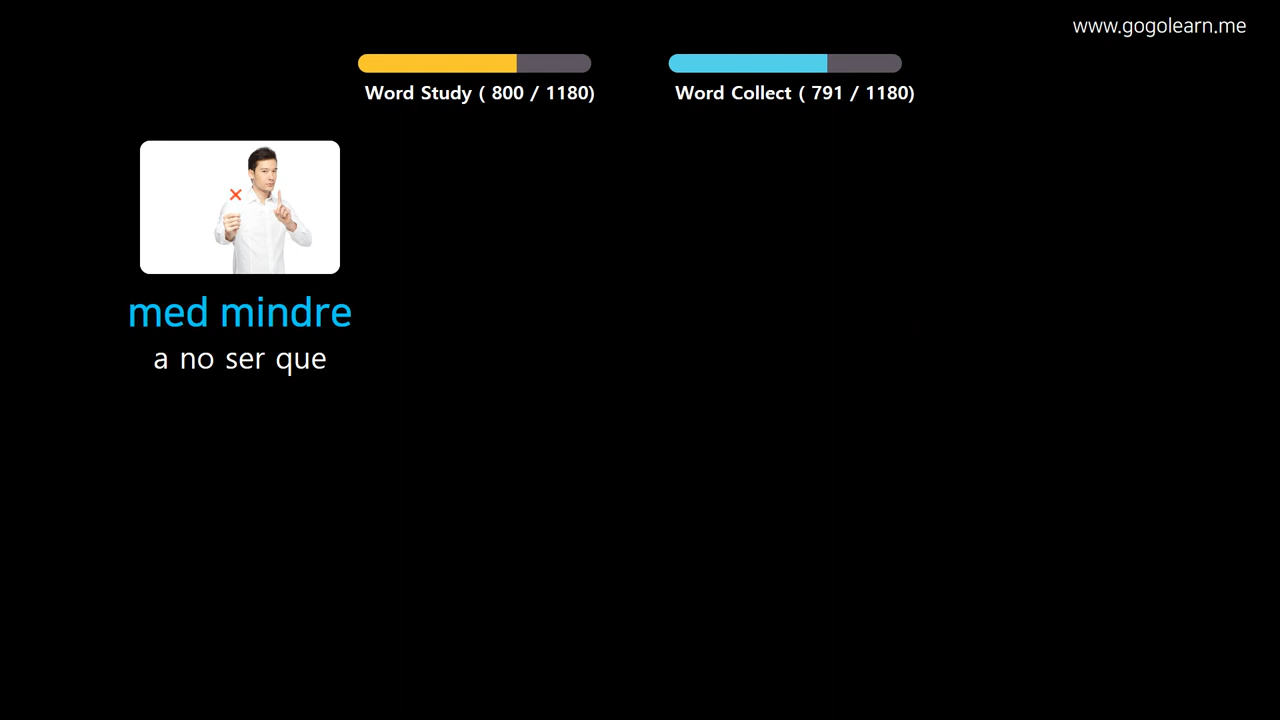 www.gogolearn.me
Word Study ( 800 / 1180)
Word Collect ( 791 / 1180)
med mindre
a no ser que